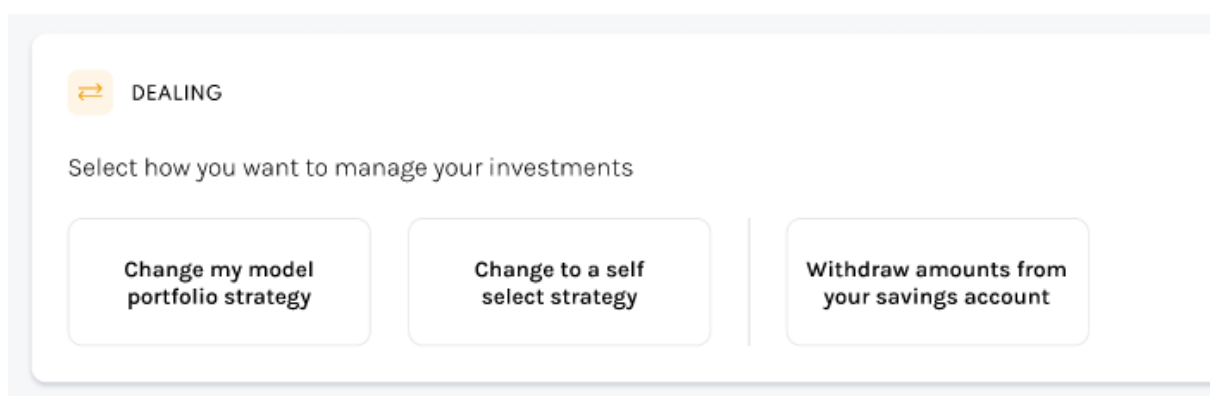 DEALING
Select how you want to manage your investments
Change my model
portfolio strategy
Change to a self
select strategy
Withdraw amounts from
your savings account